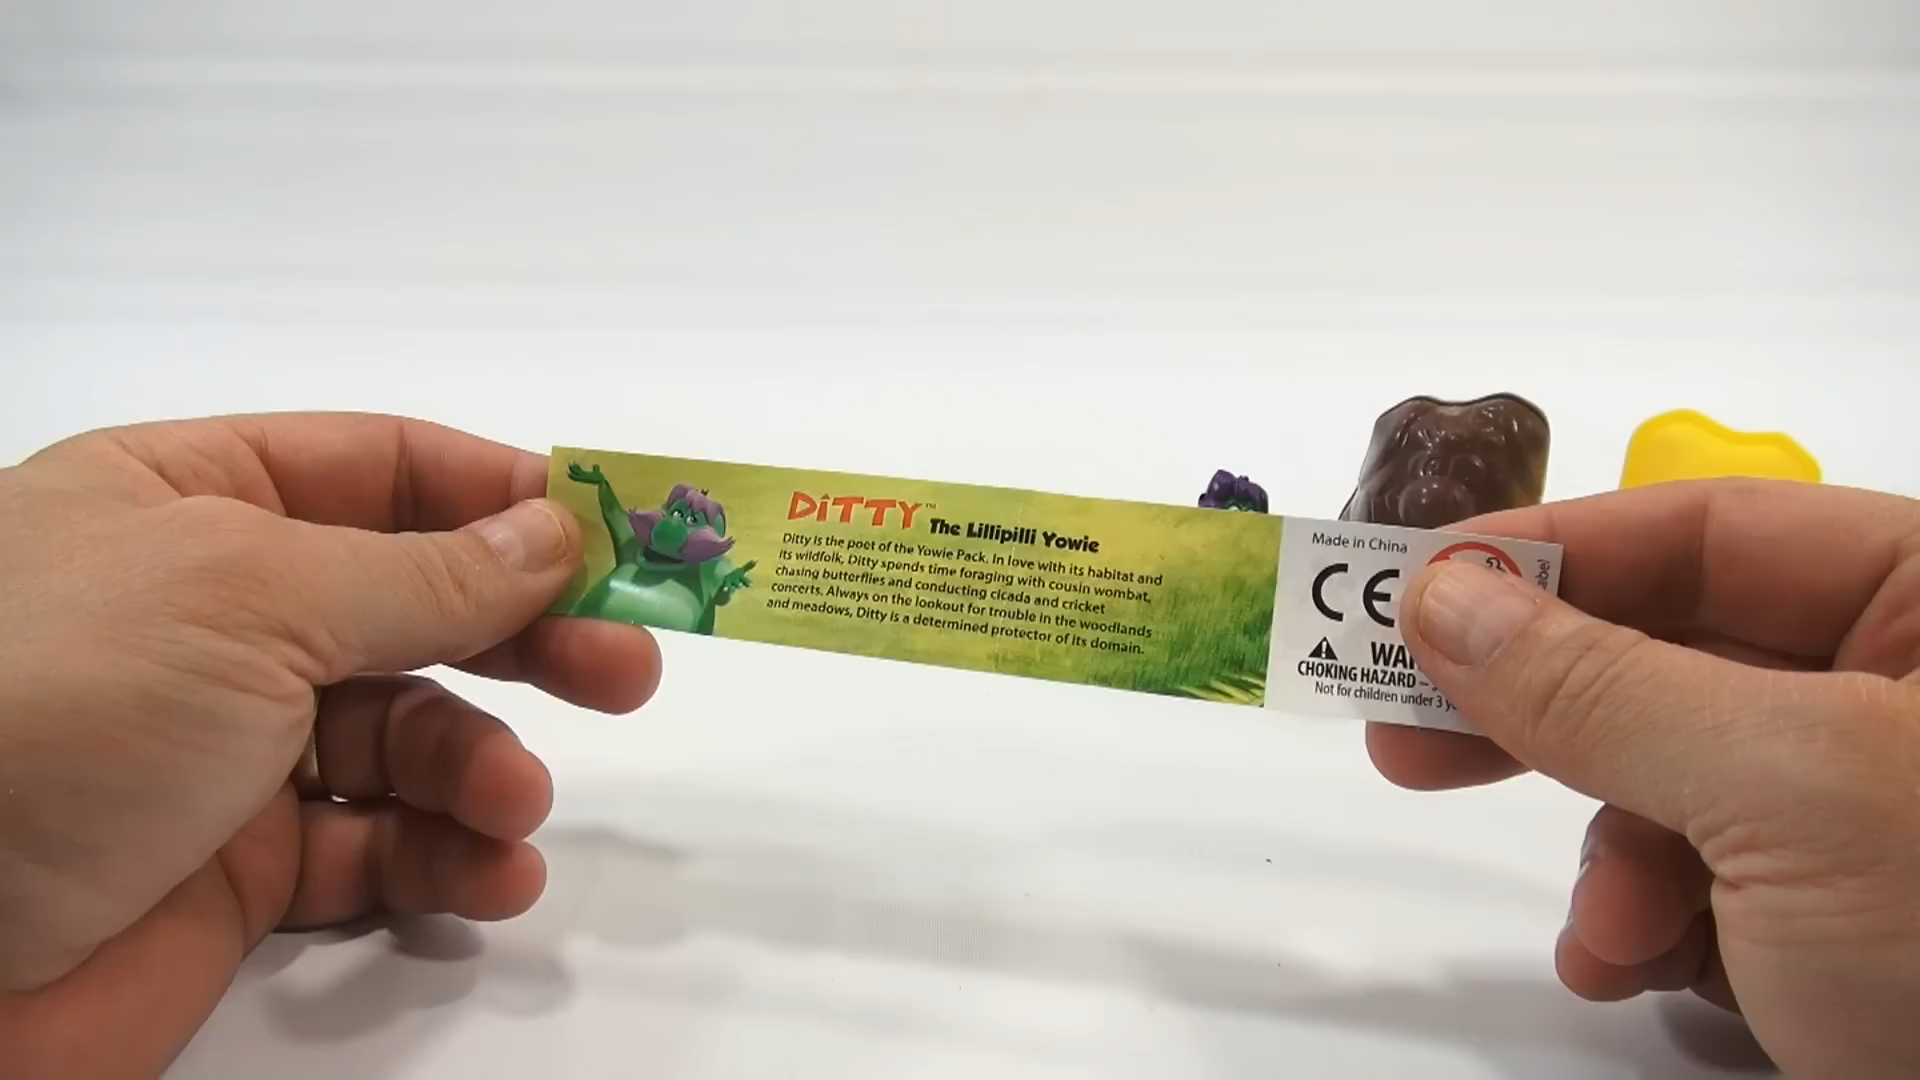 DiTTY™ The Lillipilli Yowie
Ditty is the poet of the Yowie Pack. In love with its habitat and
its wildfolk, Ditty spends time foraging with cousin wombat,
chasing butterflies and conducting cicada and cricket
concerts. Always on the lookout for trouble in the woodlands
and meadows, Ditty is a determined protector of its domain.
Made in China
CE
CHOKING HAZARD –
Not for children under 3